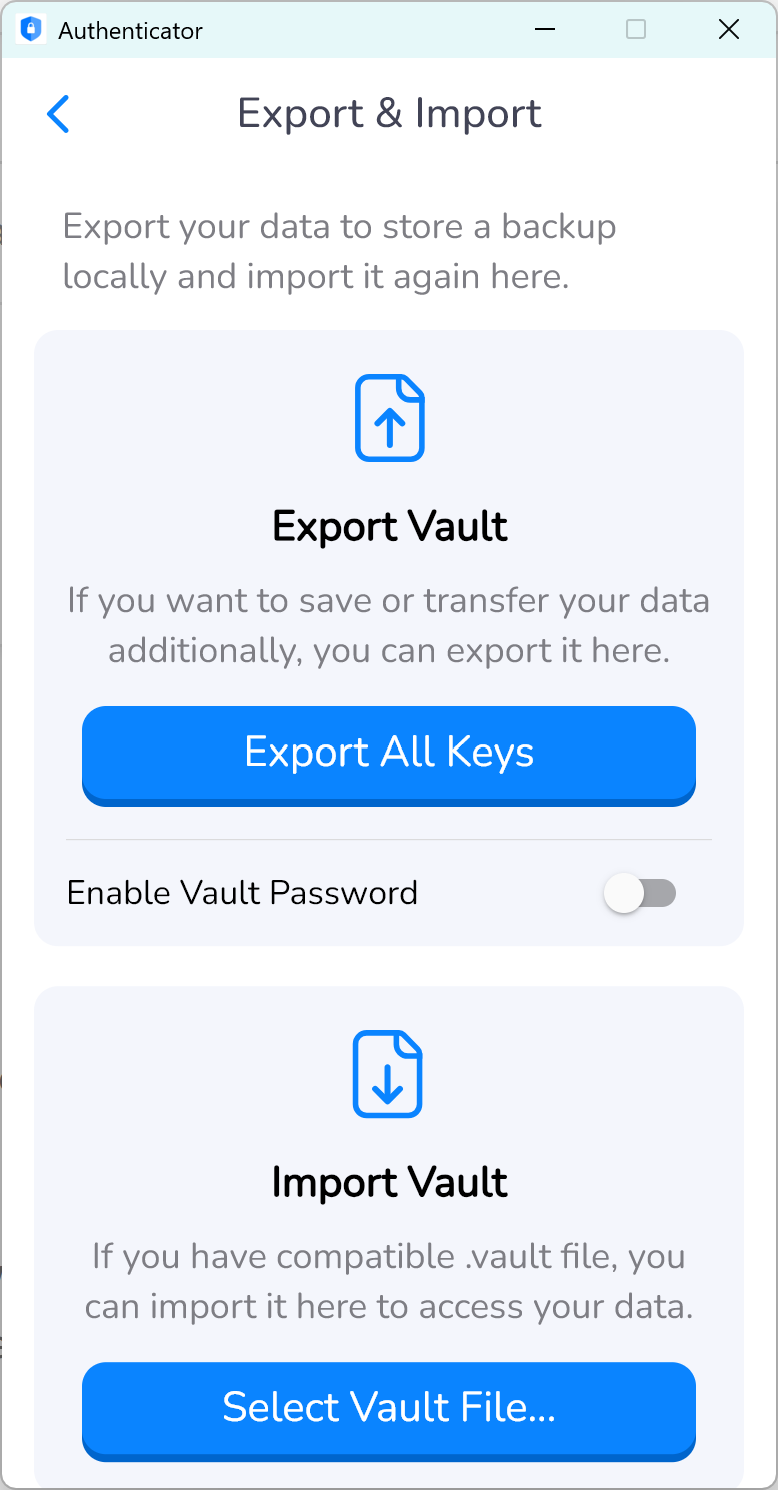 Authenticator
Export & Import
Export your data to store a backup
locally and import it again here.
Export Vault
If you want to save or transfer your data
additionally, you can export it here.
Export All Keys
Enable Vault Password
Import Vault
If you have compatible .vault file, you
can import it here to access your data.
Select Vault File...